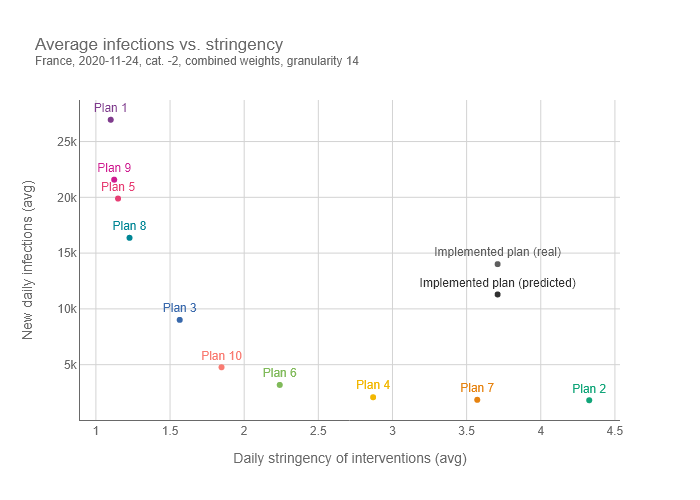 Average infections vs. stringency
France, 2020-11-24, cat. -2, combined weights, granularity 14
Plan 1
25k
Plan 9
Plan 5
20k
Plan 8
Implemented plan (real)
15k
Implemented plan (predicted)
Plan 3
10k
Plan 10
5k
Plan 6
Plan 4
Plan 7
Plan 2
New daily infections (avg)
1
1.5
2
2.5
3
3.5
4
4.5
Daily stringency of interventions (avg)